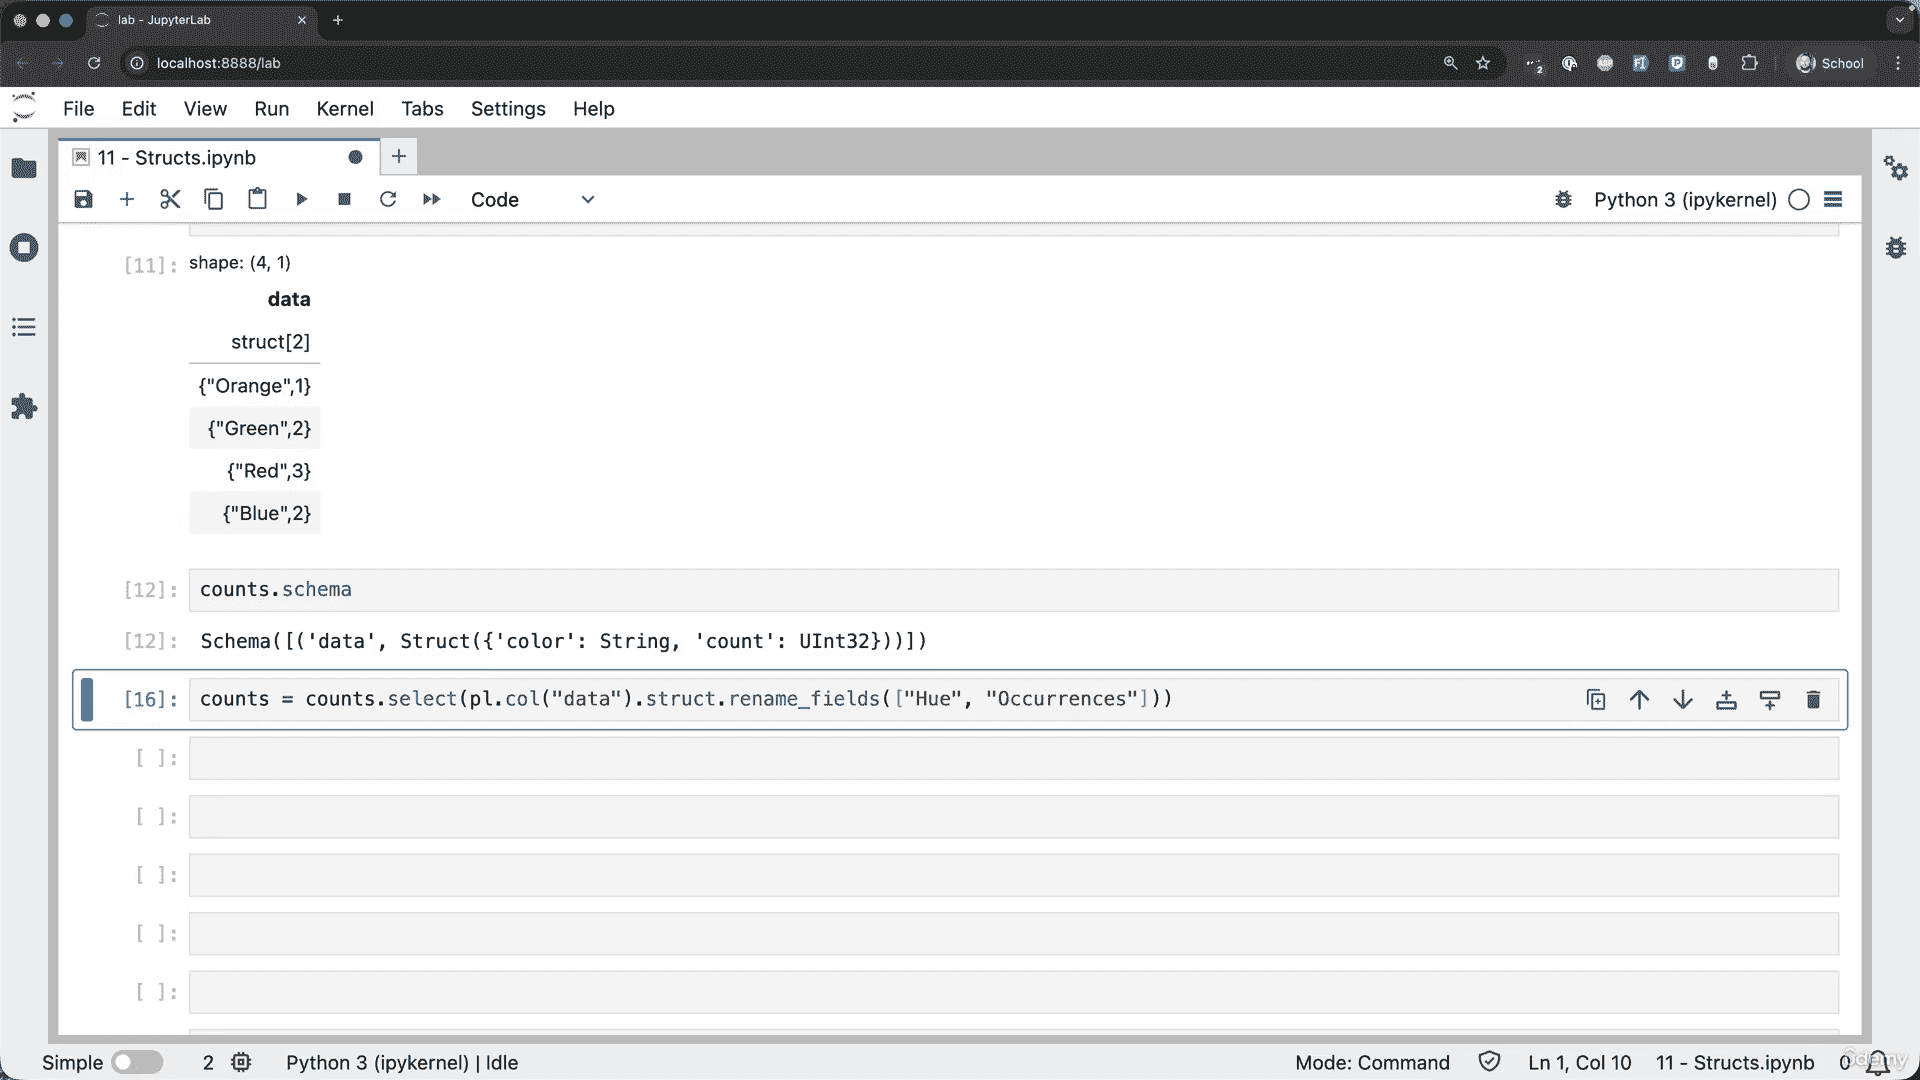 lab - JupyterLab
localhost:8888/lab
2
School
File Edit View Run Kernel Tabs Settings Help
11 - Structs.ipynb
Code
Python 3 (ipykernel)
[11]: shape: (4, 1)
data
struct[2]
{"Orange",1}
{"Green",2}
{"Red",3}
{"Blue",2}
[12]: counts.schema
[12]: Schema([('data', Struct({'color': String, 'count': UInt32}))])
[16]: counts = counts.select(pl.col("data").struct.rename_fields(["Hue", "Occurrences"]))
[ ]:
[ ]:
[ ]:
[ ]:
[ ]:
Simple 2 Python 3 (ipykernel) | Idle Mode: Command Ln 1, Col 10 11 - Structs.ipynb 0
udemy